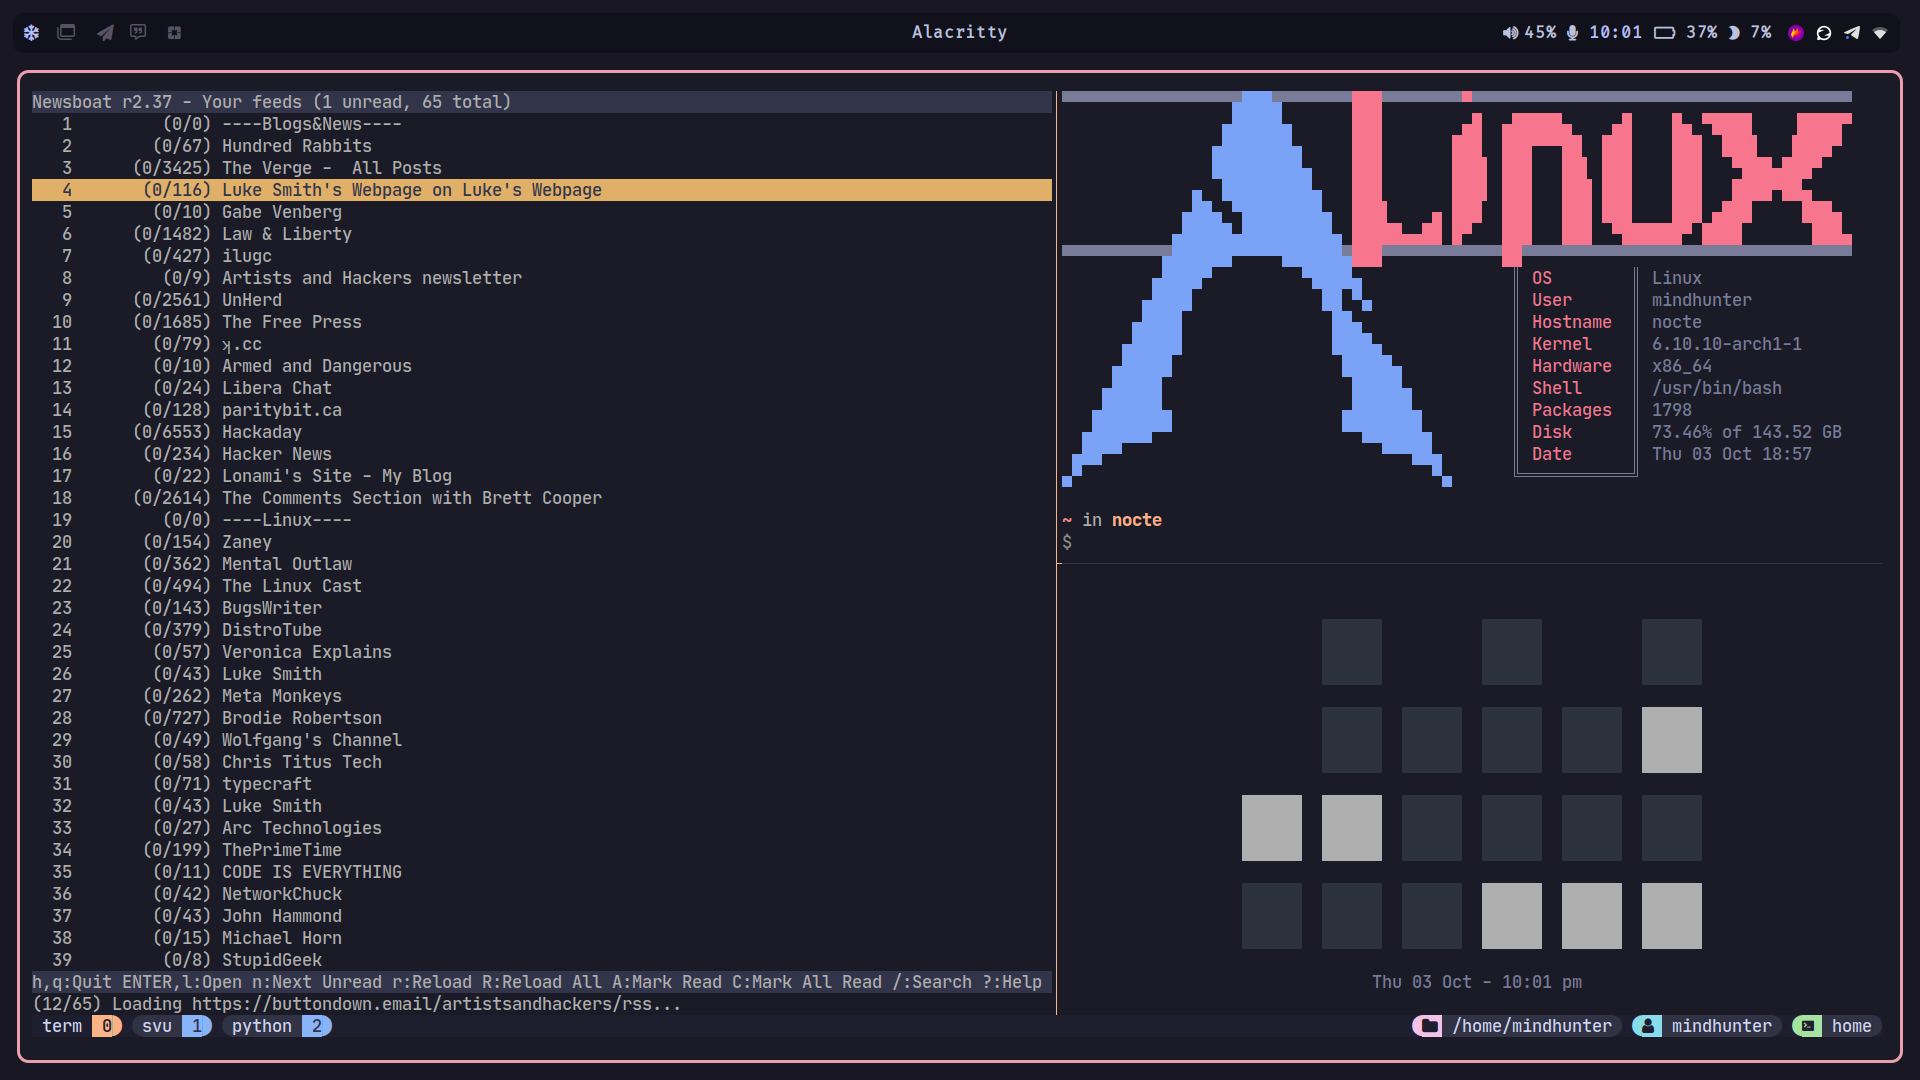 Alacritty
45% 10:01 37% 7%
Newsboat r2.37 - Your feeds (1 unread, 65 total)
1 (0/0) ----Blogs&News----
2 (0/67) Hundred Rabbits
3 (0/3425) The Verge -  All Posts
4 (0/116) Luke Smith's Webpage on Luke's Webpage
5 (0/10) Gabe Venberg
6 (0/1482) Law & Liberty
7 (0/427) ilugc
8 (0/9) Artists and Hackers newsletter
9 (0/2561) UnHerd
10 (0/1685) The Free Press
11 (0/79) ʞ.cc
12 (0/10) Armed and Dangerous
13 (0/24) Libera Chat
14 (0/128) paritybit.ca
15 (0/6553) Hackaday
16 (0/234) Hacker News
17 (0/22) Lonami's Site - My Blog
18 (0/2614) The Comments Section with Brett Cooper
19 (0/0) ----Linux----
20 (0/154) Zaney
21 (0/362) Mental Outlaw
22 (0/494) The Linux Cast
23 (0/143) BugsWriter
24 (0/379) DistroTube
25 (0/57) Veronica Explains
26 (0/43) Luke Smith
27 (0/262) Meta Monkeys
28 (0/727) Brodie Robertson
29 (0/49) Wolfgang's Channel
30 (0/58) Chris Titus Tech
31 (0/71) typecraft
32 (0/43) Luke Smith
33 (0/27) Arc Technologies
34 (0/199) ThePrimeTime
35 (0/11) CODE IS EVERYTHING
36 (0/42) NetworkChuck
37 (0/43) John Hammond
38 (0/15) Michael Horn
39 (0/8) StupidGeek
h,q:Quit ENTER,l:Open n:Next Unread r:Reload R:Reload All A:Mark Read C:Mark All Read /:Search ?:Help
(12/65) Loading https://buttondown.email/artistsandhackers/rss...
Linux
OS Linux
User mindhunter
Hostname nocte
Kernel 6.10.10-arch1-1
Hardware x86_64
Shell /usr/bin/bash
Packages 1798
Disk 73.46% of 143.52 GB
Date Thu 03 Oct 18:57
~ in nocte
$
Thu 03 Oct - 10:01 pm
term 0 svu 1 python 2
/home/mindhunter mindhunter home